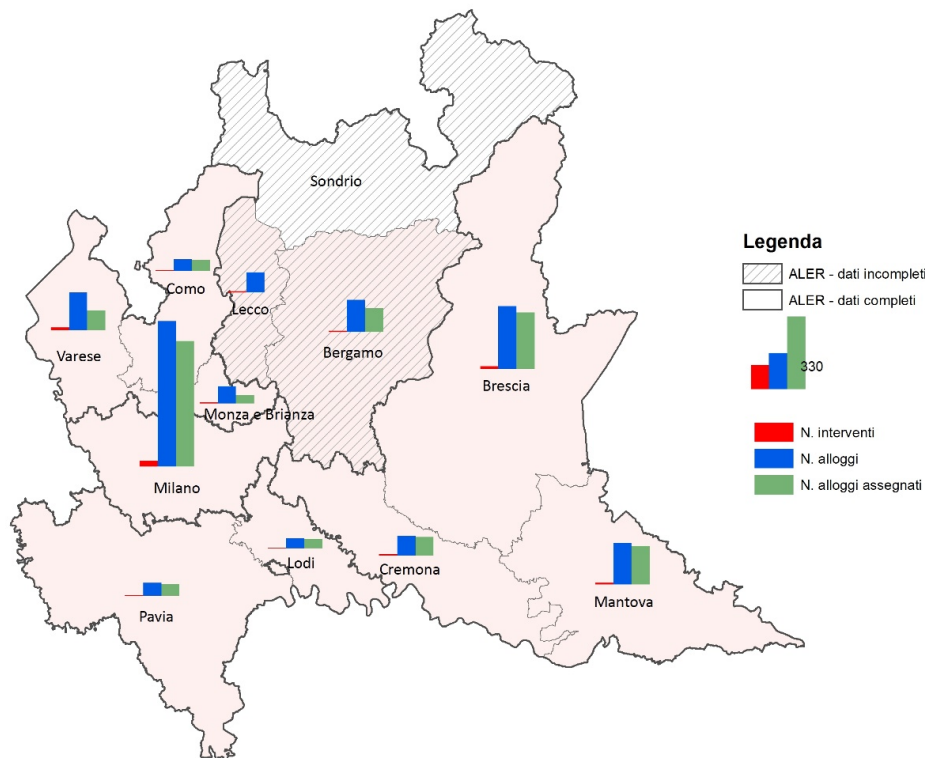 Sondrio
Como
Lecco
Varese
Bergamo
Brescia
Monza e Brianza
Milano
Lodi
Cremona
Pavia
Mantova
Legenda
ALER - dati incompleti
ALER - dati completi
330
N. interventi
N. alloggi
N. alloggi assegnati